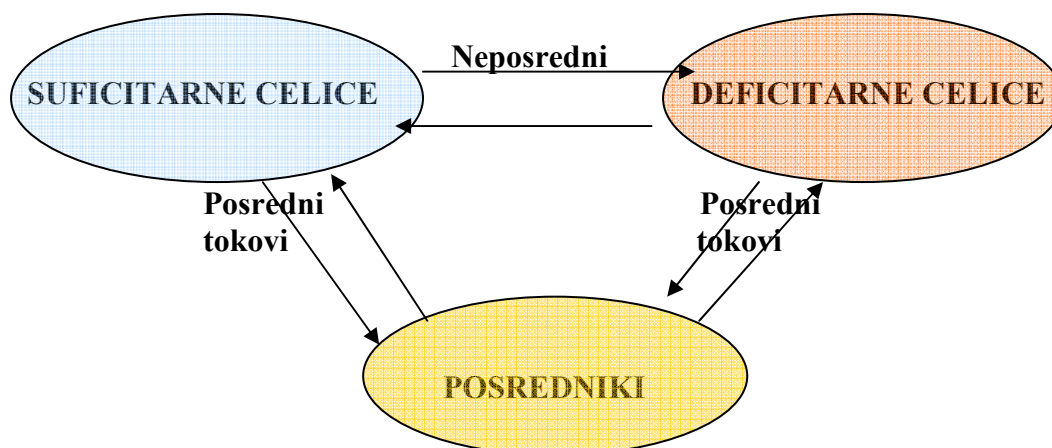 Neposredni
SUFICITARNE CELICE
DEFICITARNE CELICE
Posredni
tokovi
Posredni
tokovi
POSREDNIKI